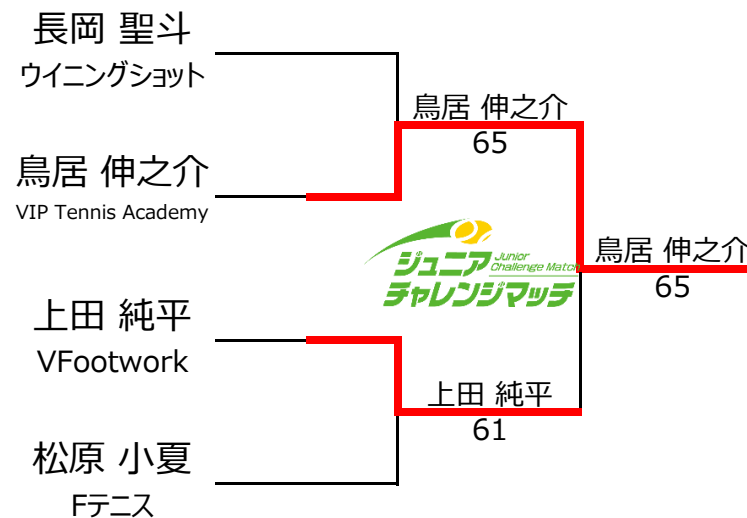 長岡 聖斗
ウイニングショット
鳥居 伸之介
65
鳥居 伸之介
VIP Tennis Academy
ジュニア
Junior
Challenge Match
チャレンジマッチ
鳥居 伸之介
65
上田 純平
VFootwork
上田 純平
61
松原 小夏
Fテニス